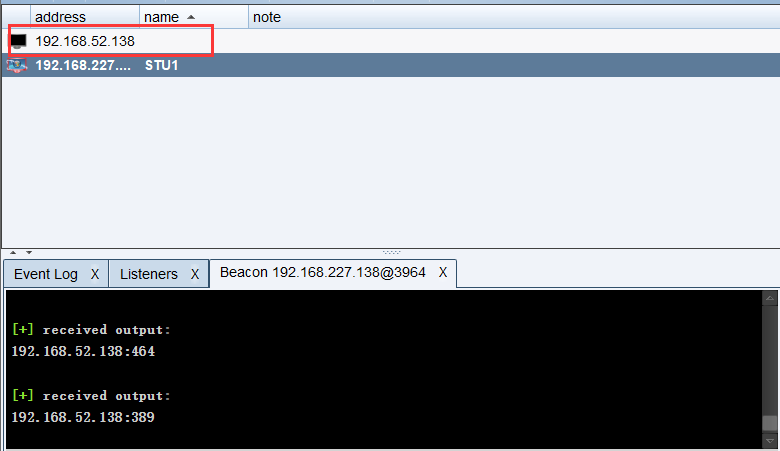 address name note
192.168.52.138
192.168.227.... STU1
Event Log X Listeners X Beacon 192.168.227.138@3964 X
[+] received output:
192.168.52.138:464
[+] received output:
192.168.52.138:389